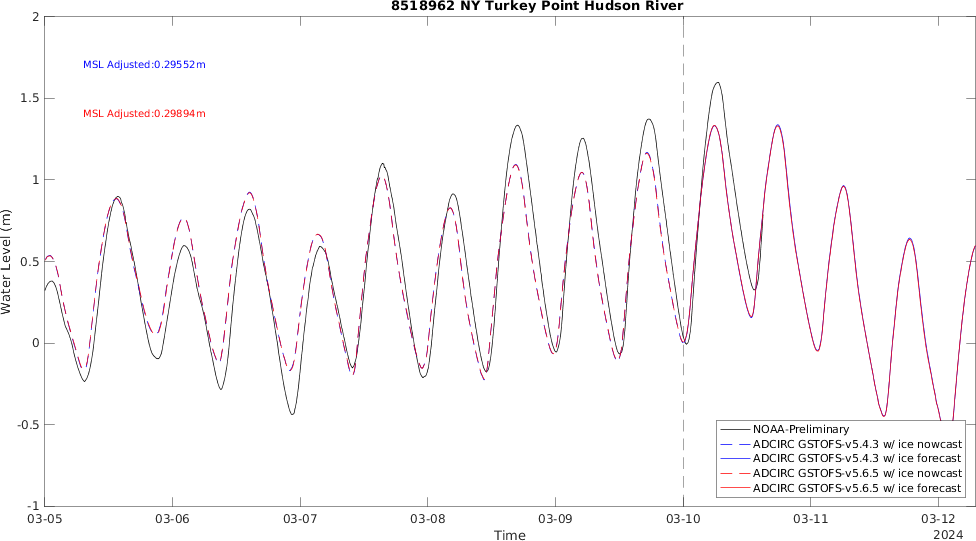 8518962 NY Turkey Point Hudson River
2
1.5
1
0.5
0
-0.5
-1
Water Level (m)
MSL Adjusted:0.29552m
MSL Adjusted:0.29894m
NOAA-Preliminary
ADCIRC GSTOFS-v5.4.3 w/ ice nowcast
ADCIRC GSTOFS-v5.4.3 w/ ice forecast
ADCIRC GSTOFS-v5.6.5 w/ ice nowcast
ADCIRC GSTOFS-v5.6.5 w/ ice forecast
03-05 03-06 03-07 03-08 03-09 03-10 03-11 03-12
Time
2024